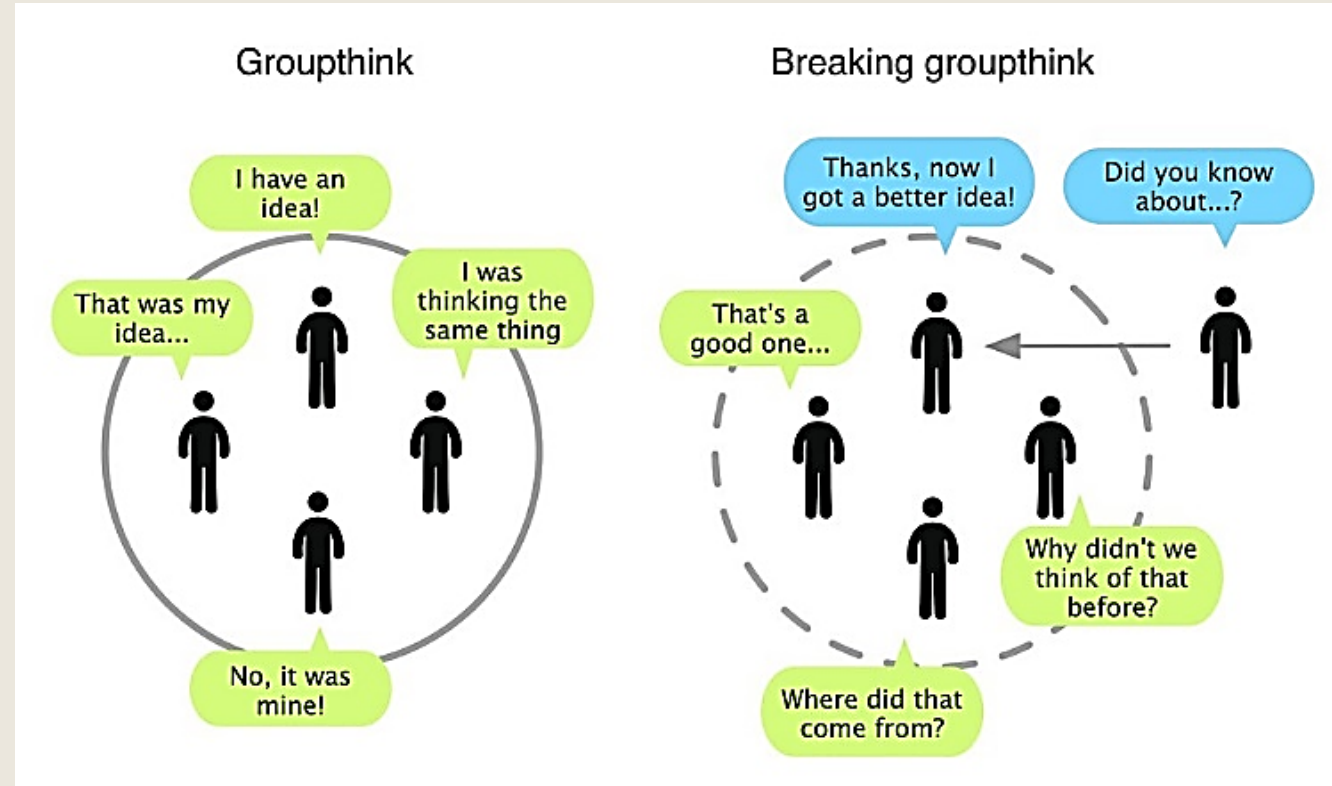 Groupthink
I have an
idea!
That was my
idea...
I was
thinking the
same thing
No, it was
mine!
Breaking groupthink
Thanks, now I
got a better idea!
Did you know
about...?
That's a
good one...
Why didn't we
think of that
before?
Where did that
come from?